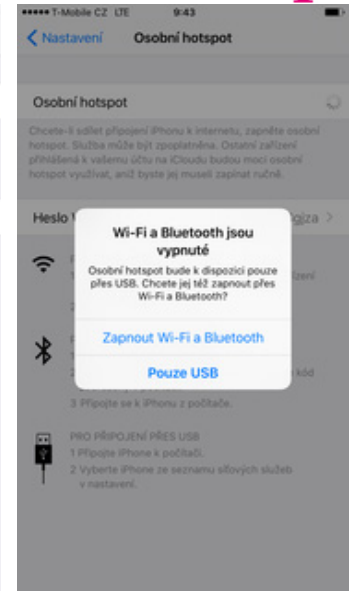 T-Mobile CZ LTE 9:43
Nastavení Osobní hotspot
Osobní hotspot
Chcete-li sdílet připojení iPhonu k internetu, zapněte osobní
hotspot. Služba může být zpoplatněna. Ostatní zařízení
přihlášená k vašemu účtu na iCloudu budou moci osobní
hotspot využívat, aniž byste jej museli zapínat ručně.
Heslo
Wi-Fi a Bluetooth jsou
vypnuté
Osobní hotspot bude k dispozici pouze
přes USB. Chcete jej též zapnout přes
Wi-Fi a Bluetooth?
Zapnout Wi-Fi a Bluetooth
Pouze USB
kód
3 Připojte se k iPhonu z počítače.
PRO PŘIPOJENÍ PŘES USB
1 Připojte iPhone k počítači.
2 Vyberte iPhone ze seznamu síťových služeb
v nastavení.